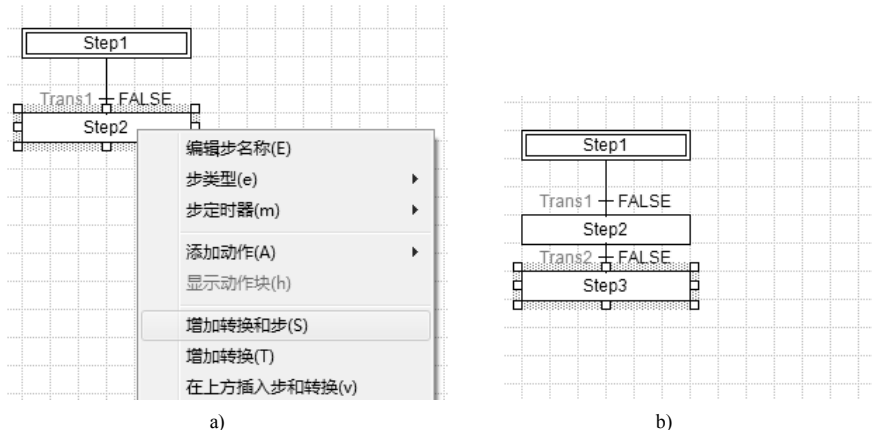 Step1
Trans1 FALSE
Step2
编辑步名称(E)
步类型(e)
步定时器(m)
添加动作(A)
显示动作块(h)
增加转换和步(S)
增加转换(T)
在上方插入步和转换(v)
a)
Step1
Trans1 FALSE
Step2
Trans2 FALSE
Step3
b)